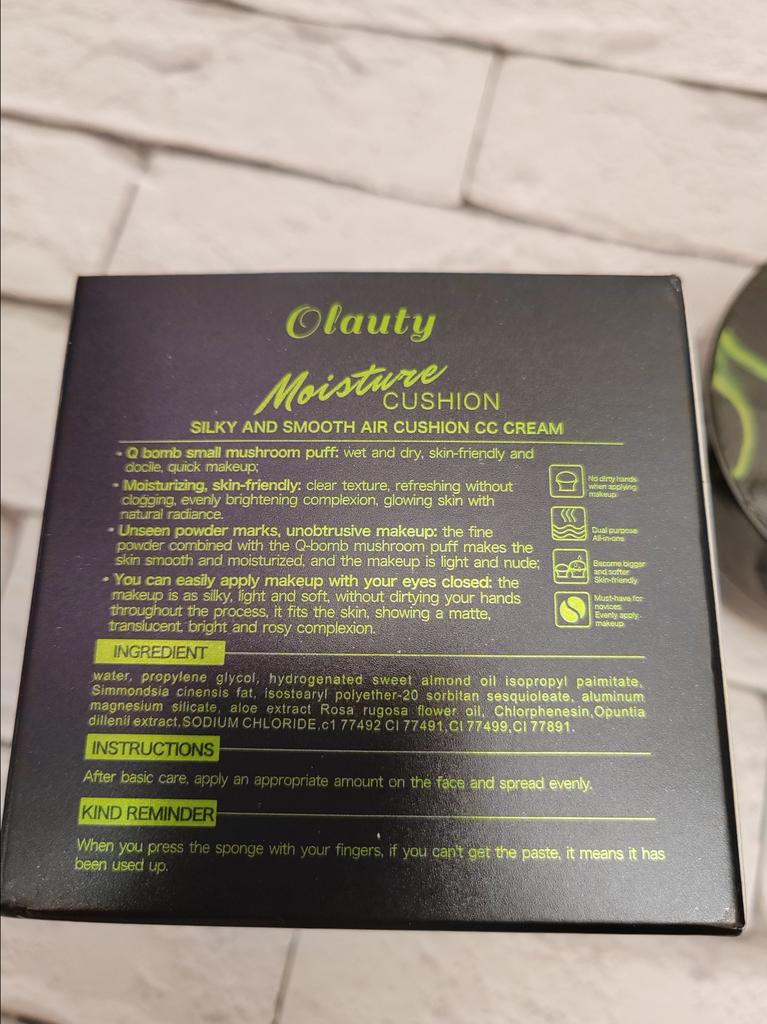 Olauty
Moisture
CUSHION
SILKY AND SMOOTH AIR CUSHION CC CREAM
• Q bomb small mushroom puff: wet and dry, skin-friendly and
docile, quick makeup;
• Moisturizing, skin-friendly: clear texture, refreshing without
clogging, evenly brightening complexion, glowing skin with
natural radiance.
• Unseen powder marks, unobtrusive makeup: the fine
powder combined with the Q-bomb mushroom puff makes the
skin smooth and moisturized, and the makeup is light and nude;
• You can easily apply makeup with your eyes closed: the
makeup is as silky, light and soft, without dirtying your hands
throughout the process, it fits the skin, showing a matte,
translucent, bright and rosy complexion.
No dirty hands
when applying
makeup
Dual purpose
All-in-ons
Become bigger
and softer
Skin-friendly
Must-have for
novices
Evenly apply
makeup
INGREDIENT
water, propylene glycol, hydrogenated sweet almond oil isopropyl paimitate,
Simmondsia cinensis fat, isostearyl polyether-20 sorbitan sesquioleate, aluminum
magnesium silicate, aloe extract Rosa rugosa flower oil, Chlorphenesin,Opuntia
dillenii extract,SODIUM CHLORIDE,c1 77492 CI 77491,CI 77499,CI 77891.
INSTRUCTIONS
After basic care, apply an appropriate amount on the face and spread evenly.
KIND REMINDER
When you press the sponge with your fingers, if you can't get the paste, it means it has
been used up.